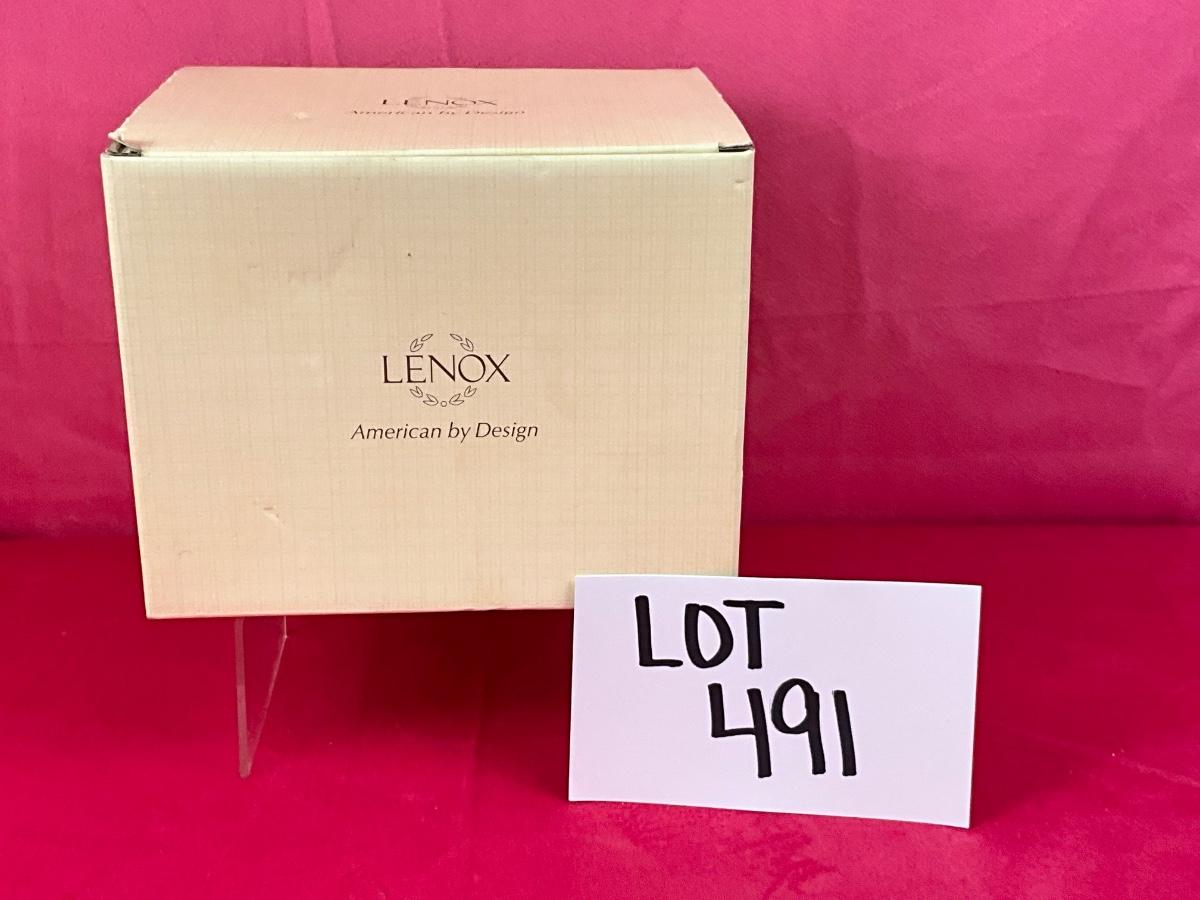 LENOX
American by Design
LENOX
American by Design
LOT
491